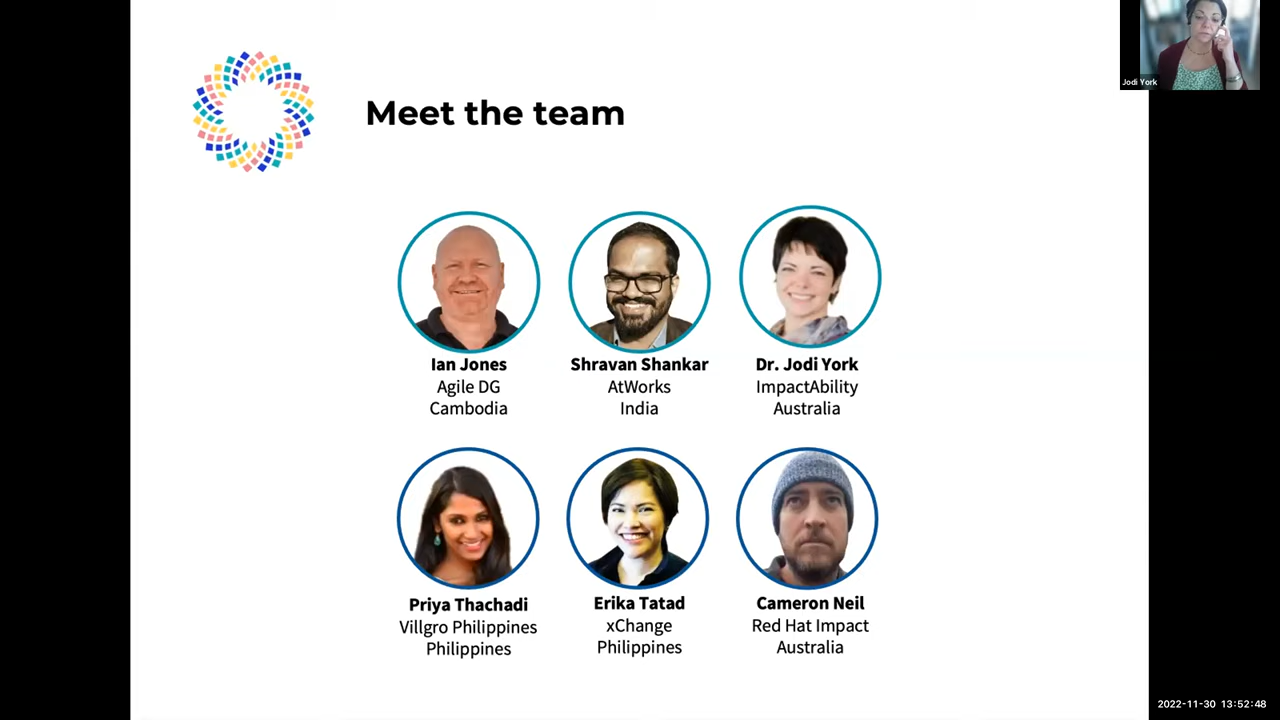 Jodi York
Meet the team
Ian Jones
Agile DG
Cambodia
Shravan Shankar
AtWorks
India
Dr. Jodi York
ImpactAbility
Australia
Priya Thachadi
Villgro Philippines
Philippines
Erika Tatad
xChange
Philippines
Cameron Neil
Red Hat Impact
Australia
2022-11-30 13:52:48